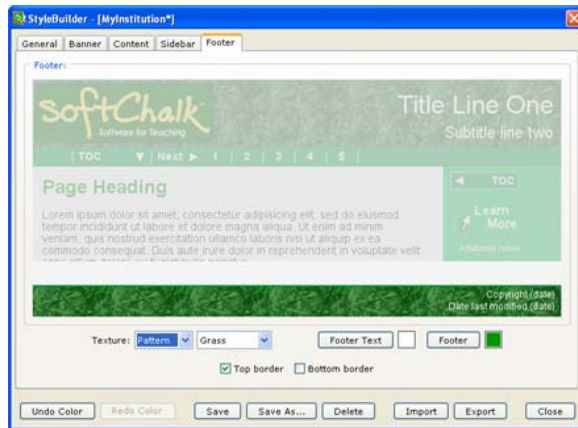 StyleBuilder - [MyInstitution*]
General Banner Content Sidebar Footer
Footer:
SoftChalk
Software for Teaching
Title Line One
Subtitle line two
TOC ▼ | Next ▶ 1 | 2 | 3 | 4 | 5 |
Page Heading
◀ TOC
Lorem ipsum dolor sit amet, consectetur adipisicing elit, sed do eiusmod
tempor incididunt ut labore et dolore magna aliqua. Ut enim ad minim
veniam, quis nostrud exercitation ullamco laboris nisi ut aliquip ex ea
commodo consequat. Duis aute irure dolor in reprehenderit in voluptate velit
Learn
More
Copyright (date)
Date last modified (date)
Texture: Pattern Grass Footer Text Footer
Top border Bottom border
Undo Color Redo Color Save Save As... Delete Import Export Close